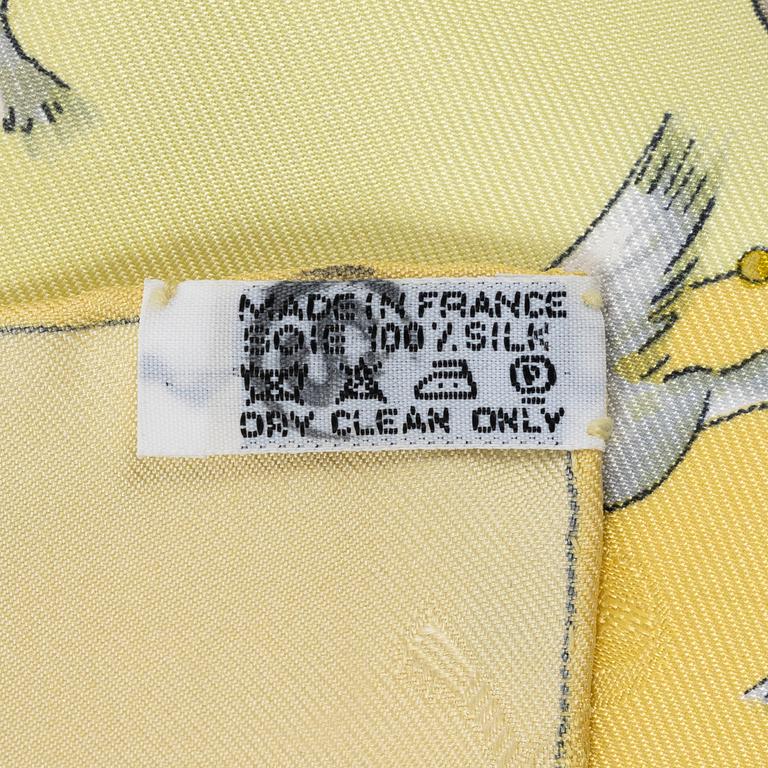 MADE IN FRANCE
SOIE 100% SILK
P
DRY CLEAN ONLY